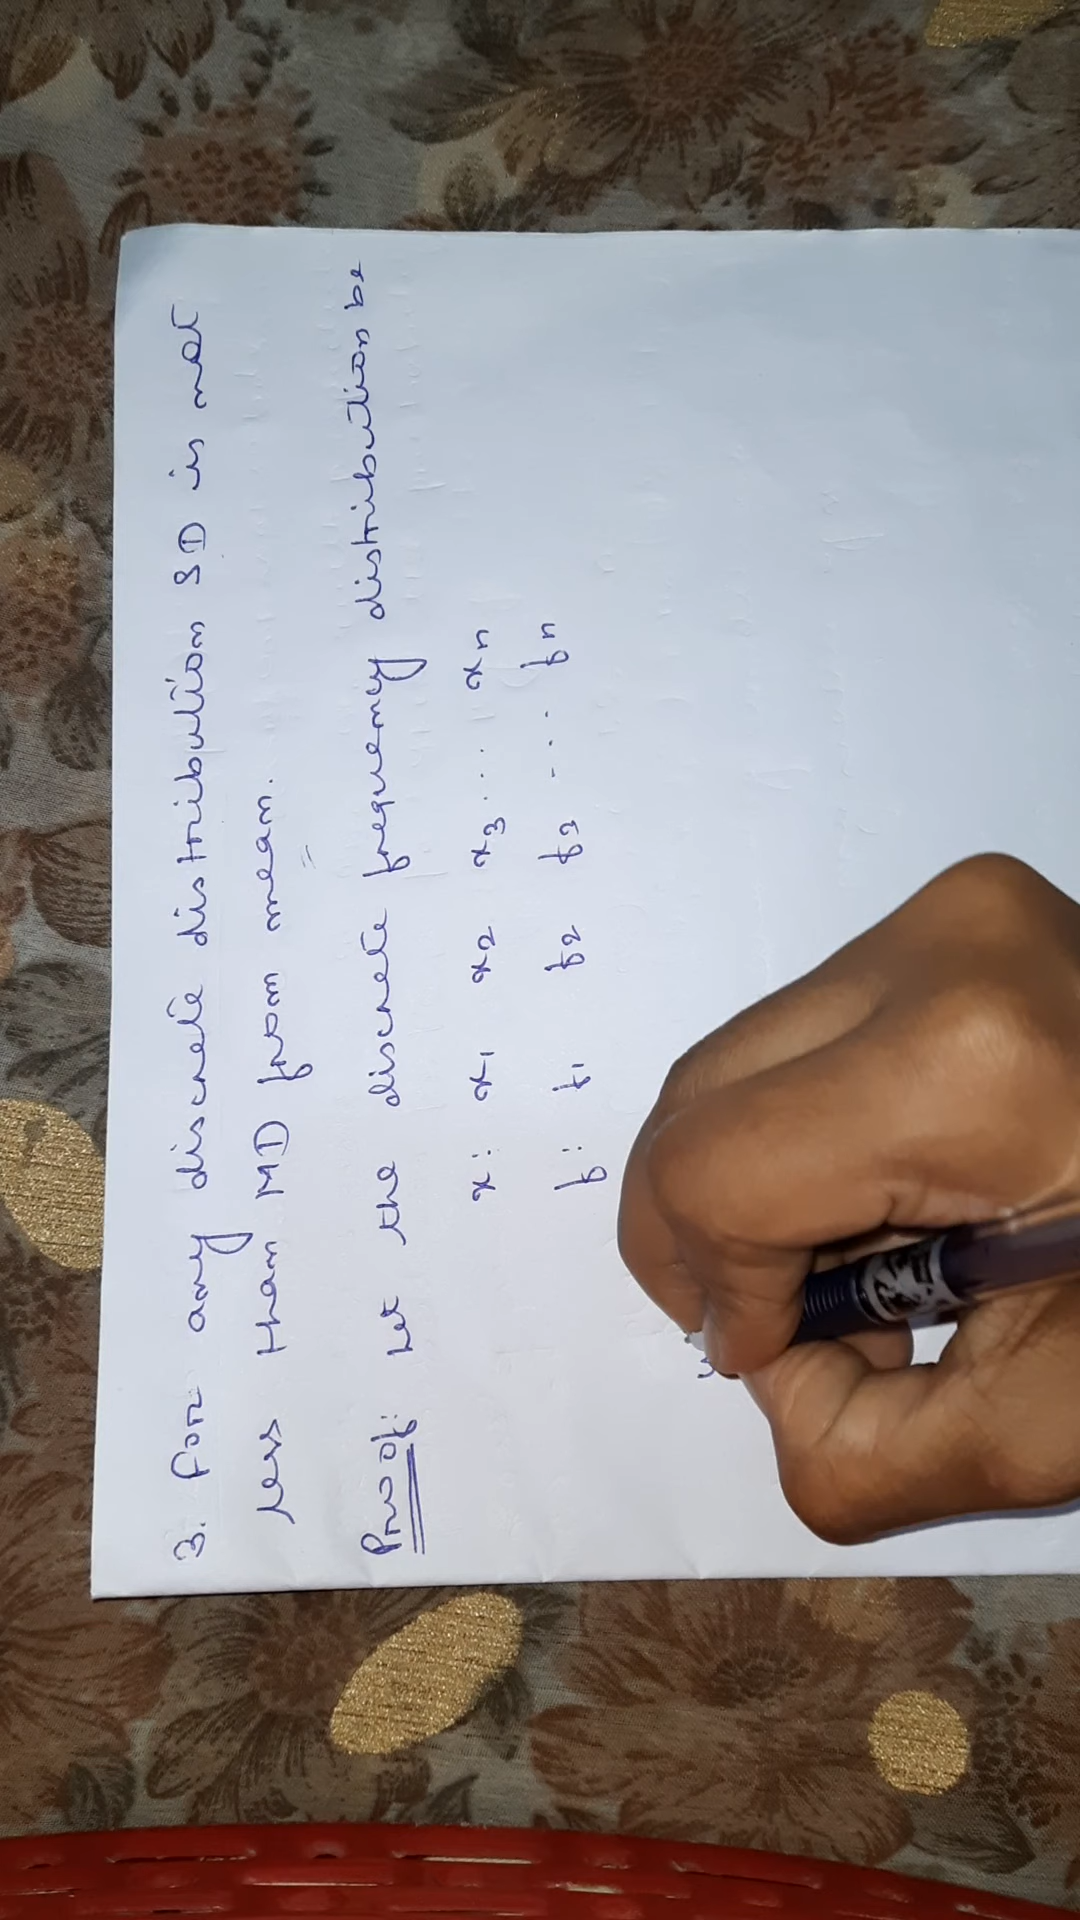 3. For any discrete distribution SD is not
less than MD from mean.
Proof: Let the discrete frequency distribution be
x: x1 x2 x3 ... xn
f: f1 f2 f3 ... fn